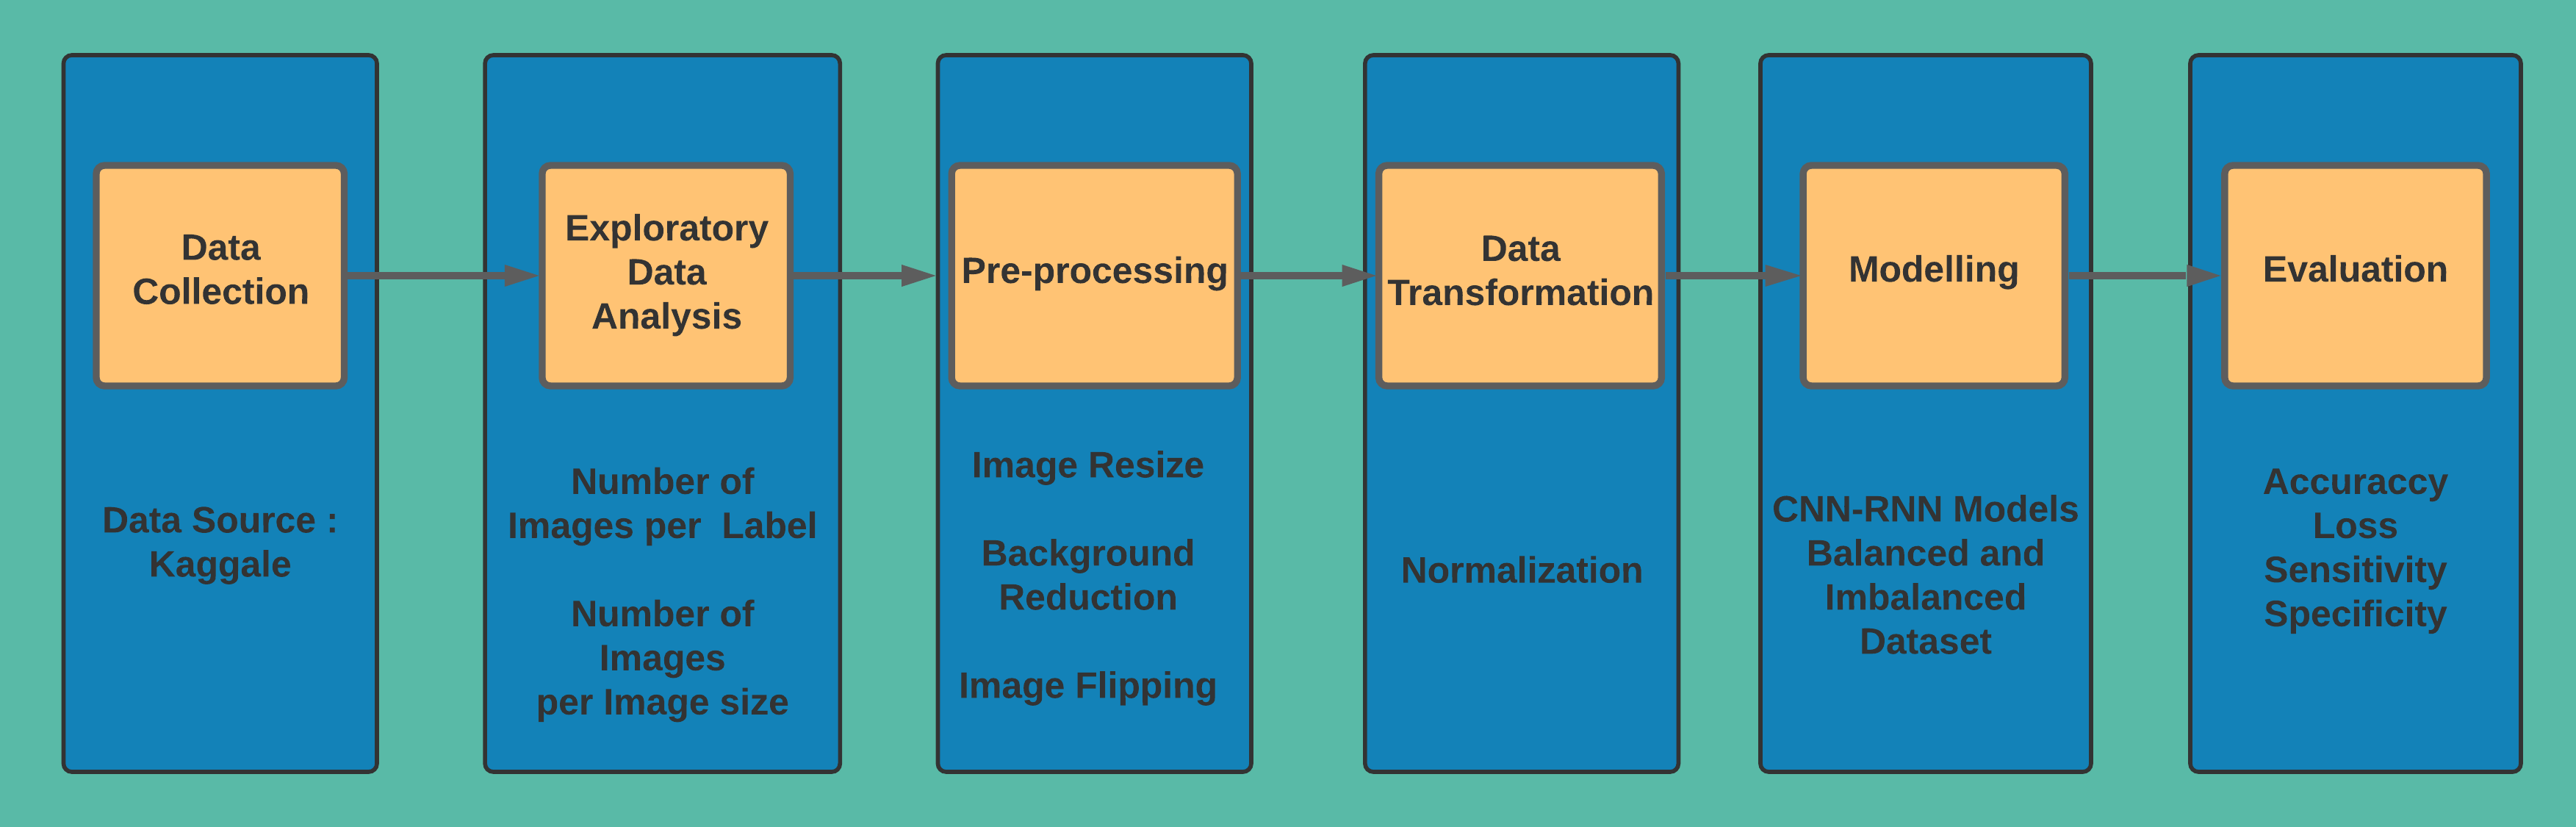 Data
Collection
Data Source :
Kaggale
Exploratory
Data
Analysis
Number of
Images per  Label
Number of
Images
per Image size
Pre-processing
Image Resize
Background
Reduction
Image Flipping
Data
Transformation
Normalization
Modelling
CNN-RNN Models
Balanced and
Imbalanced
Dataset
Evaluation
Accuraccy
Loss
Sensitivity
Specificity